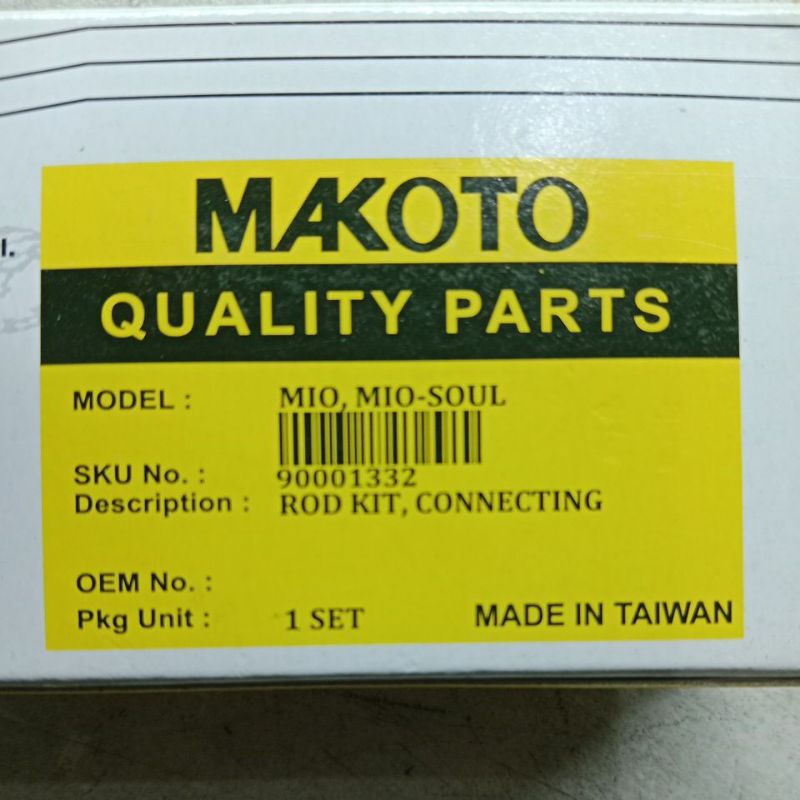 l.
MAKOTO
QUALITY PARTS
MODEL : MIO, MIO-SOUL
SKU No. : 90001332
Description : ROD KIT, CONNECTING
OEM No. :
Pkg Unit : 1 SET MADE IN TAIWAN